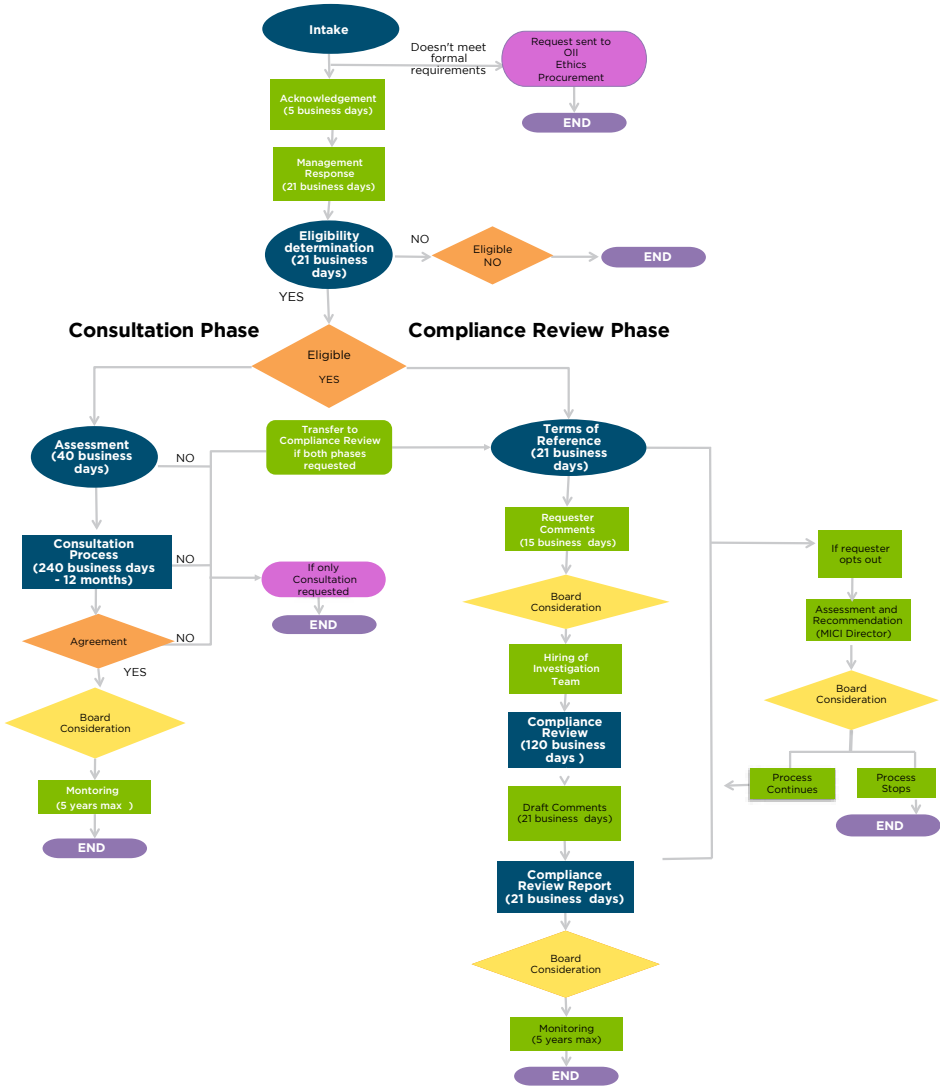 Intake
Doesn't meet
formal
requirements
Request sent to
OII
Ethics
Procurement
END
Acknowledgement
(5 business days)
Management
Response
(21 business days)
Eligibility
determination
(21 business
days)
NO
Eligible
NO
END
YES
Consultation Phase
Compliance Review Phase
Eligible
YES
Assessment
(40 business
days)
NO
Transfer to
Compliance Review
if both phases
requested
Terms of
Reference
(21 business
days)
Consultation
Process
(240 business days
- 12 months)
NO
If only
Consultation
requested
END
Agreement
NO
YES
Board
Consideration
Montoring
(5 years max )
END
Requester
Comments
(15 business days)
Board
Consideration
Hiring of
Investigation
Team
Compliance
Review
(120 business
days )
Draft Comments
(21 business days)
Compliance
Review Report
(21 business days)
Board
Consideration
Monitoring
(5 years max)
END
If requester
opts out
Assessment and
Recommendation
(MICI Director)
Board
Consideration
Process
Continues
Process
Stops
END